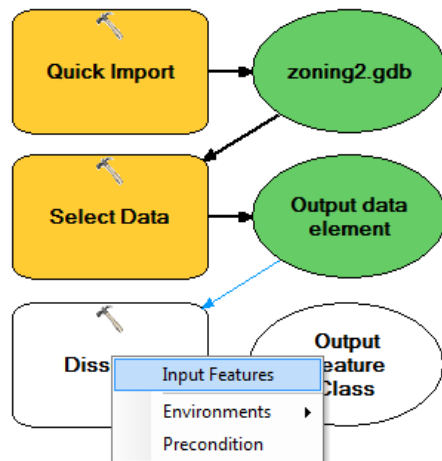 Quick Import
zoning2.gdb
Select Data
Output data
element
Diss
Output
eature
Class
Input Features
Environments
Precondition